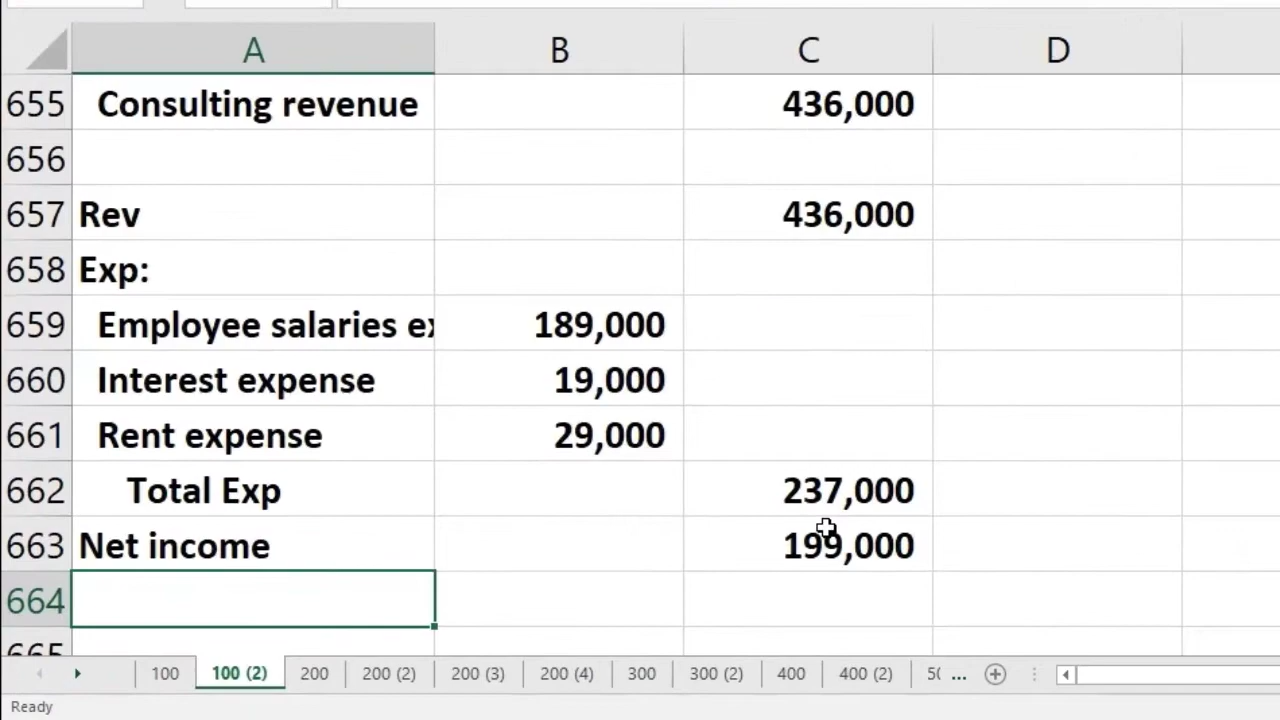 A B C D
655 Consulting revenue 436,000
656
657 Rev 436,000
658 Exp:
659 Employee salaries ex 189,000
660 Interest expense 19,000
661 Rent expense 29,000
662 Total Exp 237,000
663 Net income 199,000
664
665
100 100 (2) 200 200 (2) 200 (3) 200 (4) 300 300 (2) 400 400 (2) 50 ...
Ready